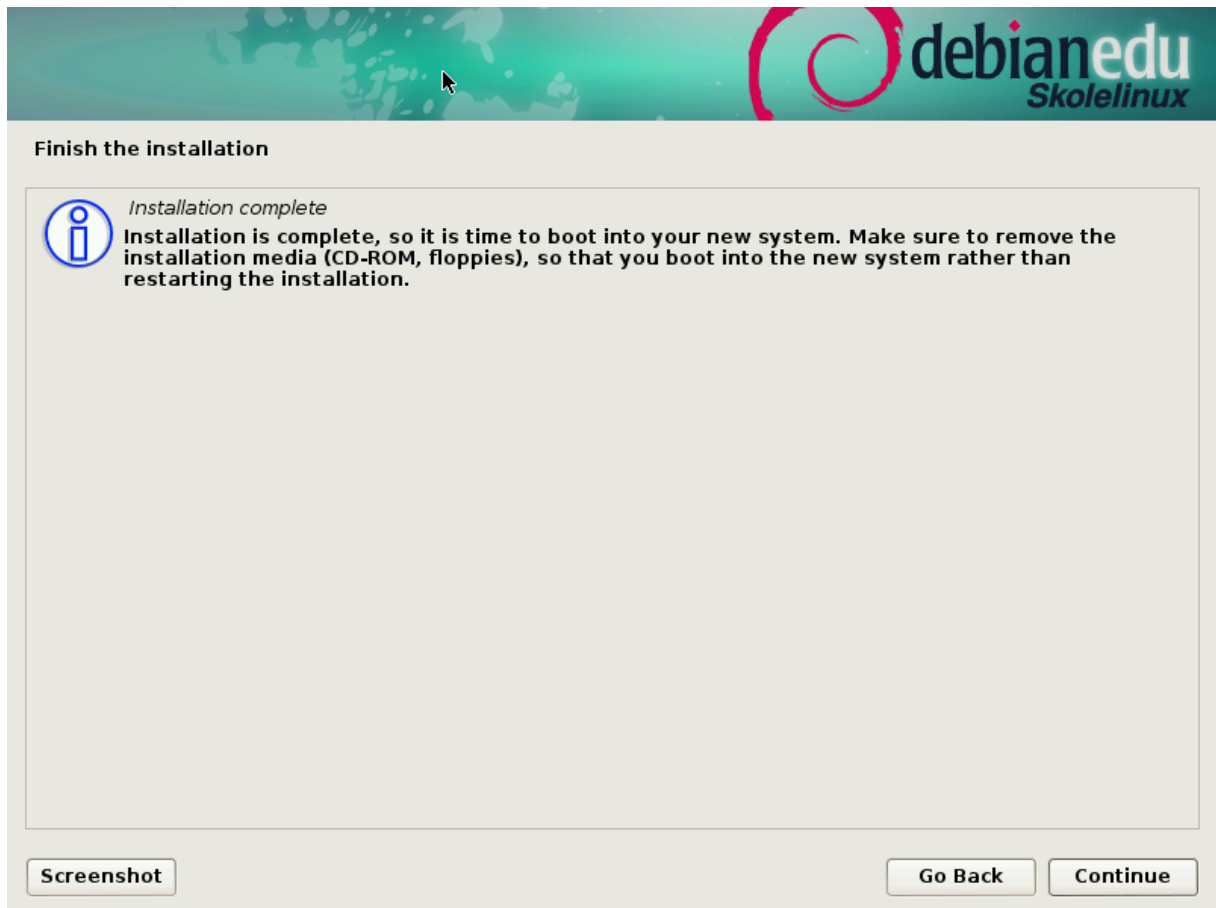 debianedu
Skolelinux
Finish the installation
Installation complete
Installation is complete, so it is time to boot into your new system. Make sure to remove the
installation media (CD-ROM, floppies), so that you boot into the new system rather than
restarting the installation.
Screenshot
Go Back
Continue